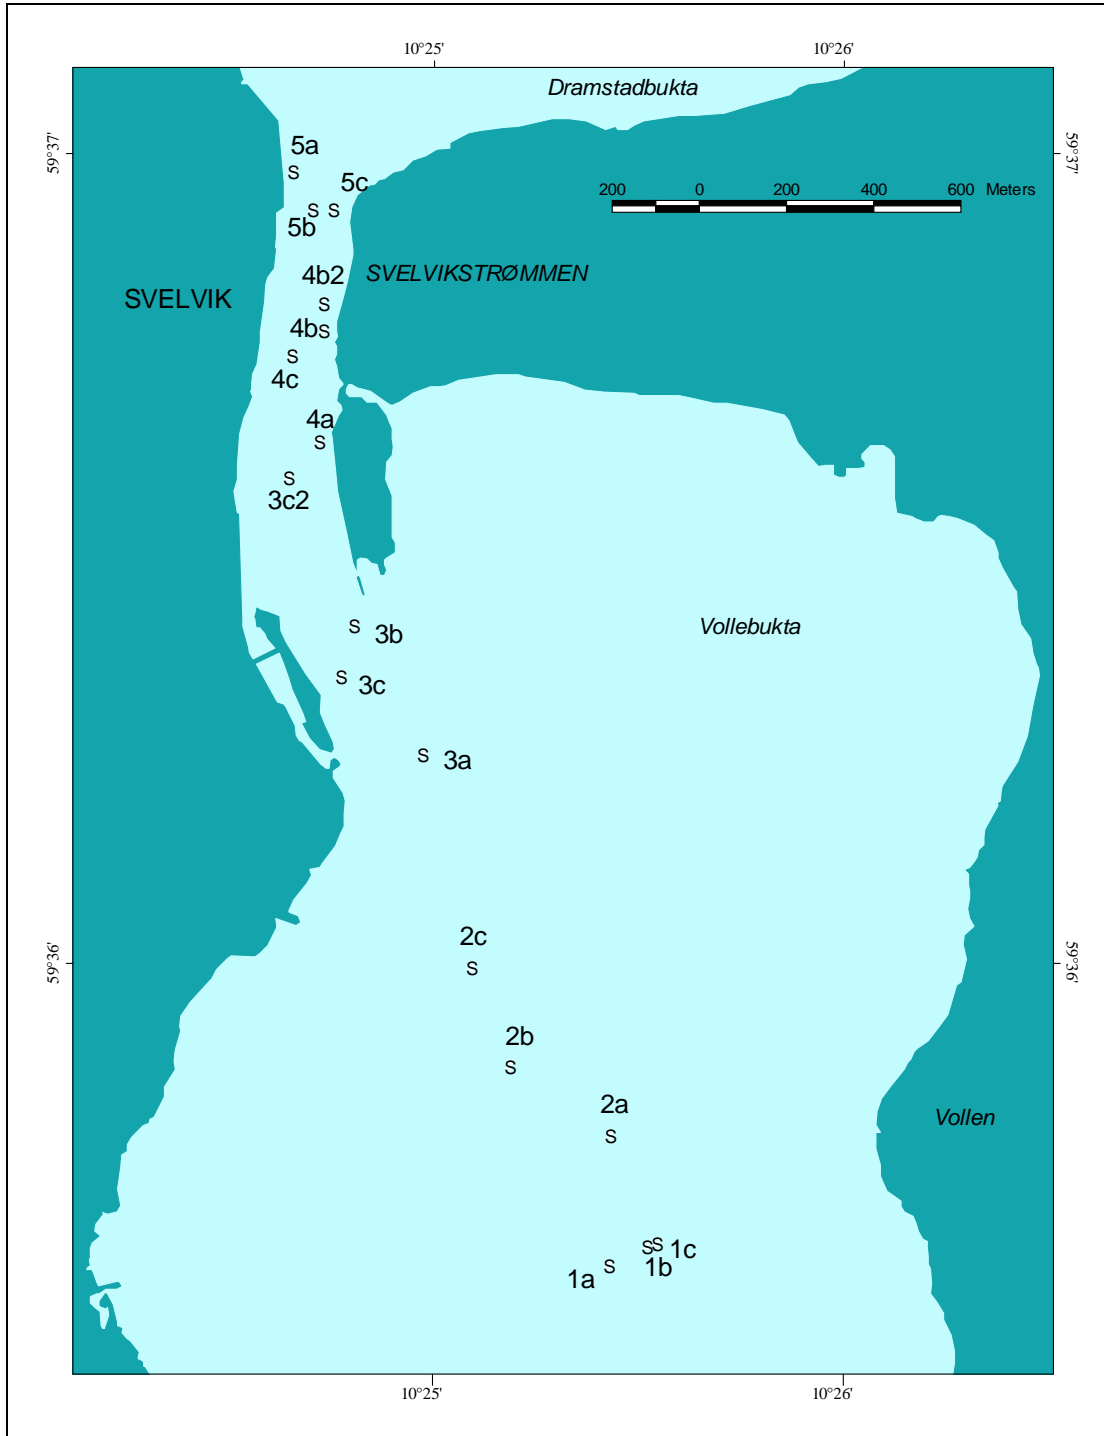 10°25' 10°26'
Dramstadbukta
59°37' 59°37'
5a
S
5c
200 0 200 400 600 Meters
S S
5b
4b2 SVELVIKSTRØMMEN
SVELVIK
S
4b S
S
4c
4a
S
S
3c2
S 3b
Vollebukta
S 3c
S 3a
2c
59°36' 59°36'
S
2b
S
2a
Vollen
S
S S 1c
1b
S
1a
10°25' 10°26'